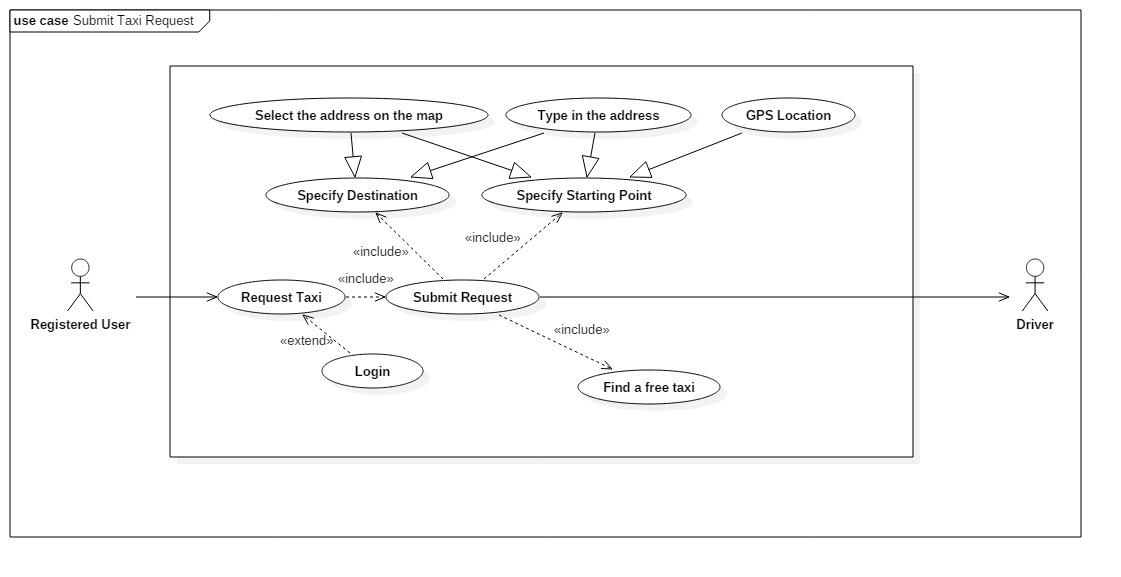 use case Submit Taxi Request
Select the address on the map
Type in the address
GPS Location
Specify Destination
Specify Starting Point
«include»
«include»
«include»
Request Taxi
Submit Request
Registered User
Driver
«extend»
«include»
Login
Find a free taxi